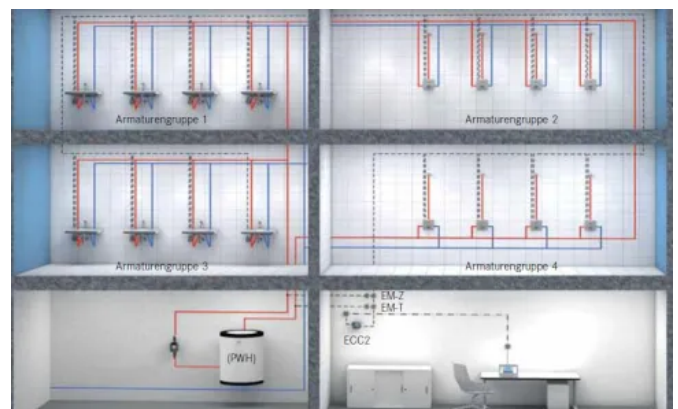 Armaturengruppe 1
Armaturengruppe 2
Armaturengruppe 3
Armaturengruppe 4
EM-Z
EM-T
ECC2
(PWH)